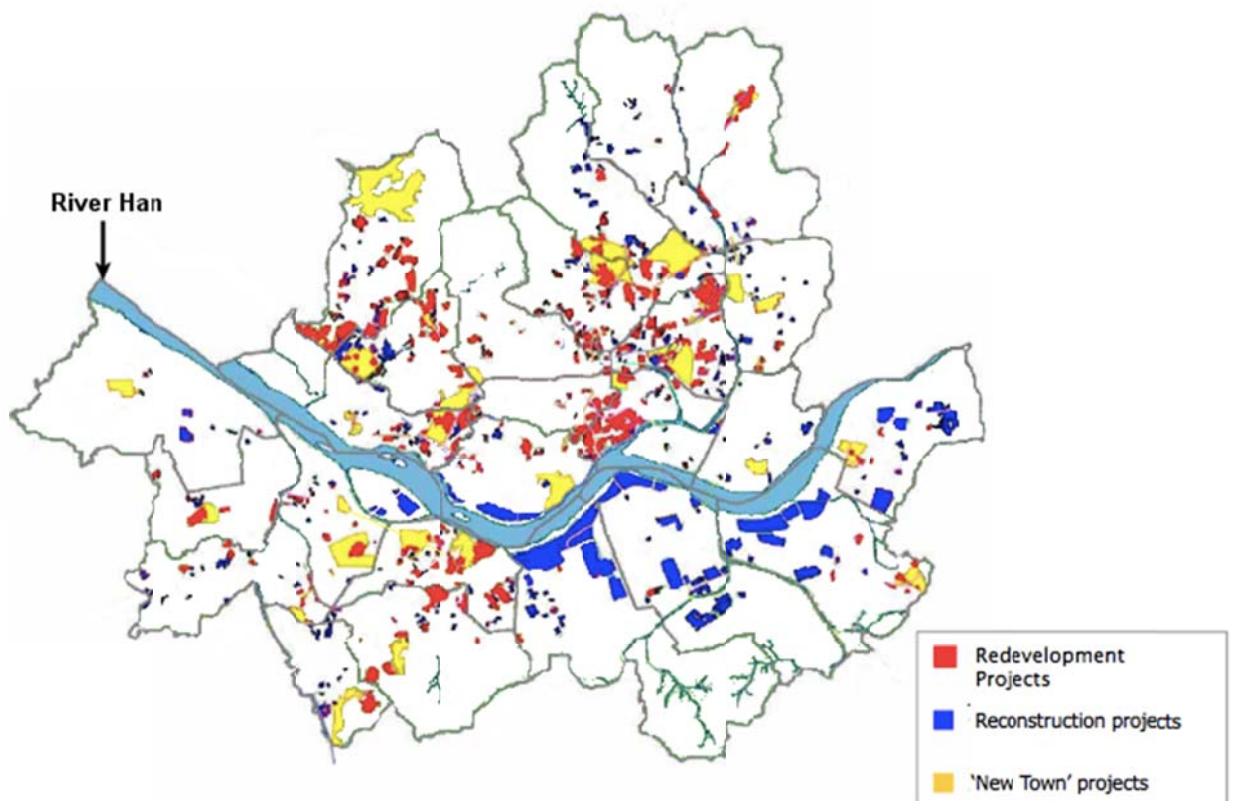 River Han
Redevelopment
Projects
Reconstruction projects
‘New Town’ projects